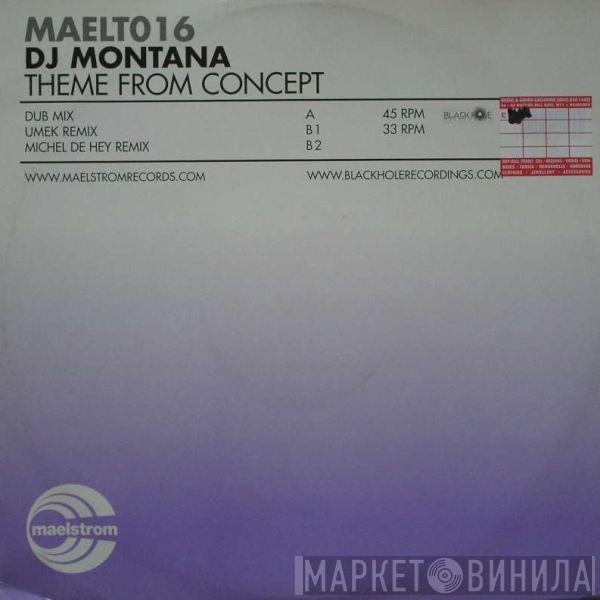 MAELT016
DJ MONTANA
THEME FROM CONCEPT
DUB MIX A 45 RPM
UMEK REMIX B1 33 RPM
MICHEL DE HEY REMIX B2
BLACK HOLE
WWW.MAELSTROMRECORDS.COM WWW.BLACKHOLERECORDINGS.COM
maelstrom
МАРКЕТ ВИНИЛА